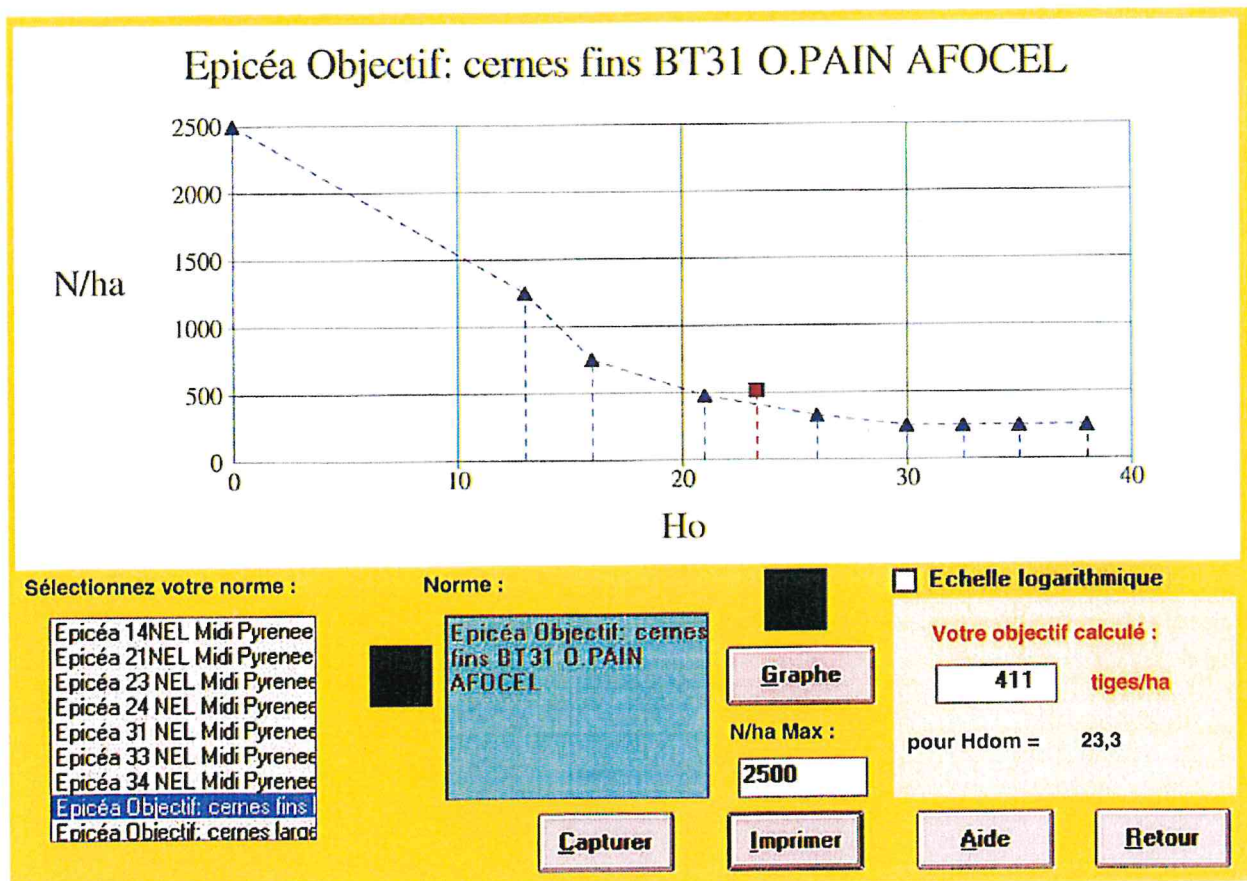 Epicéa Objectif: cernes fins BT31 O.PAIN AFOCEL
N/ha
2500
2000
1500
1000
500
0
0
10
20
30
40
Ho
Sélectionnez votre norme :
Epicéa 14NEL Midi Pyrenee
Epicéa 21NEL Midi Pyrenee
Epicéa 23 NEL Midi Pyrenee
Epicéa 24 NEL Midi Pyrenee
Epicéa 31 NEL Midi Pyrenee
Epicéa 33 NEL Midi Pyrenee
Epicéa 34 NEL Midi Pyrenee
Epicéa Objectif: cernes fins
Epicéa Objectif: cernes large
Norme :
Epicéa Objectif: cernes
fins BT31 O.PAIN
AFOCEL
Graphe
N/ha Max :
2500
Capturer
Imprimer
Echelle logarithmique
Votre objectif calculé :
411 tiges/ha
pour Hdom = 23,3
Aide
Retour